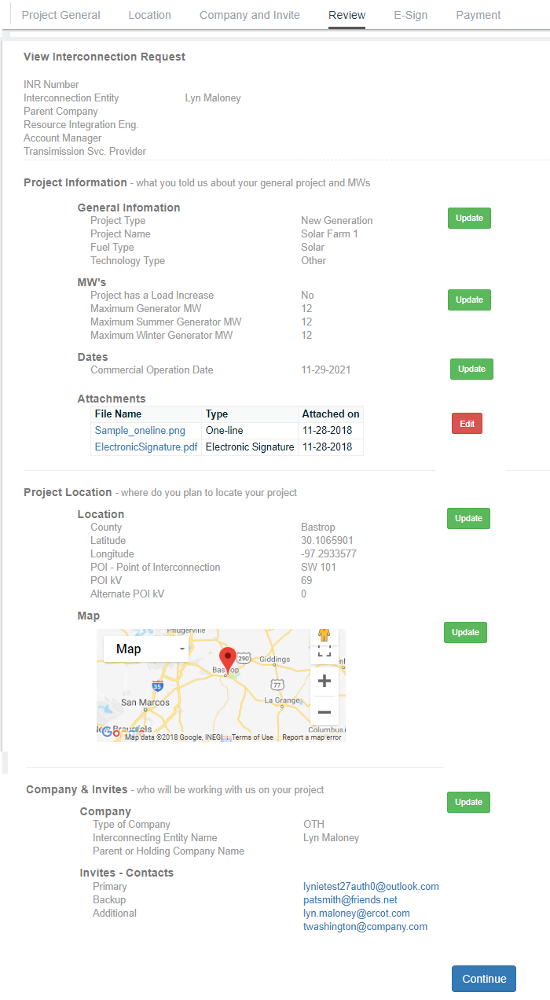 Project General Location Company and Invite Review E-Sign Payment
View Interconnection Request
INR Number
Interconnection Entity Lyn Maloney
Parent Company
Resource Integration Eng.
Account Manager
Transimission Svc. Provider
Project Information - what you told us about your general project and MWs
General Infomation Update
Project Type New Generation
Project Name Solar Farm 1
Fuel Type Solar
Technology Type Other
MW's
Project has a Load Increase No Update
Maximum Generator MW 12
Maximum Summer Generator MW 12
Maximum Winter Generator MW 12
Dates
Commercial Operation Date 11-29-2021 Update
Attachments
File Name Type Attached on
Sample_oneline.png One-line 11-28-2018 Edit
ElectronicSignature.pdf Electronic Signature 11-28-2018
Project Location - where do you plan to locate your project
Location Update
County Bastrop
Latitude 30.1065901
Longitude -97.2933577
POI - Point of Interconnection SW 101
POI kV 69
Alternate POI kV 0
Map
Update
Pflugerville
Map
290 Giddings
Bastrop
35 77
San Marcos La Grange
+
−
New Braunfels Columbus
Google Map data ©2018 Google, INEGI Terms of Use Report a map error
Company & Invites - who will be working with us on your project
Update
Company
Type of Company OTH
Interconnecting Entity Name Lyn Maloney
Parent or Holding Company Name
Invites - Contacts
Primary lynietest27auth0@outlook.com
Backup patsmith@friends.net
Additional lyn.maloney@ercot.com
twashington@company.com
Continue